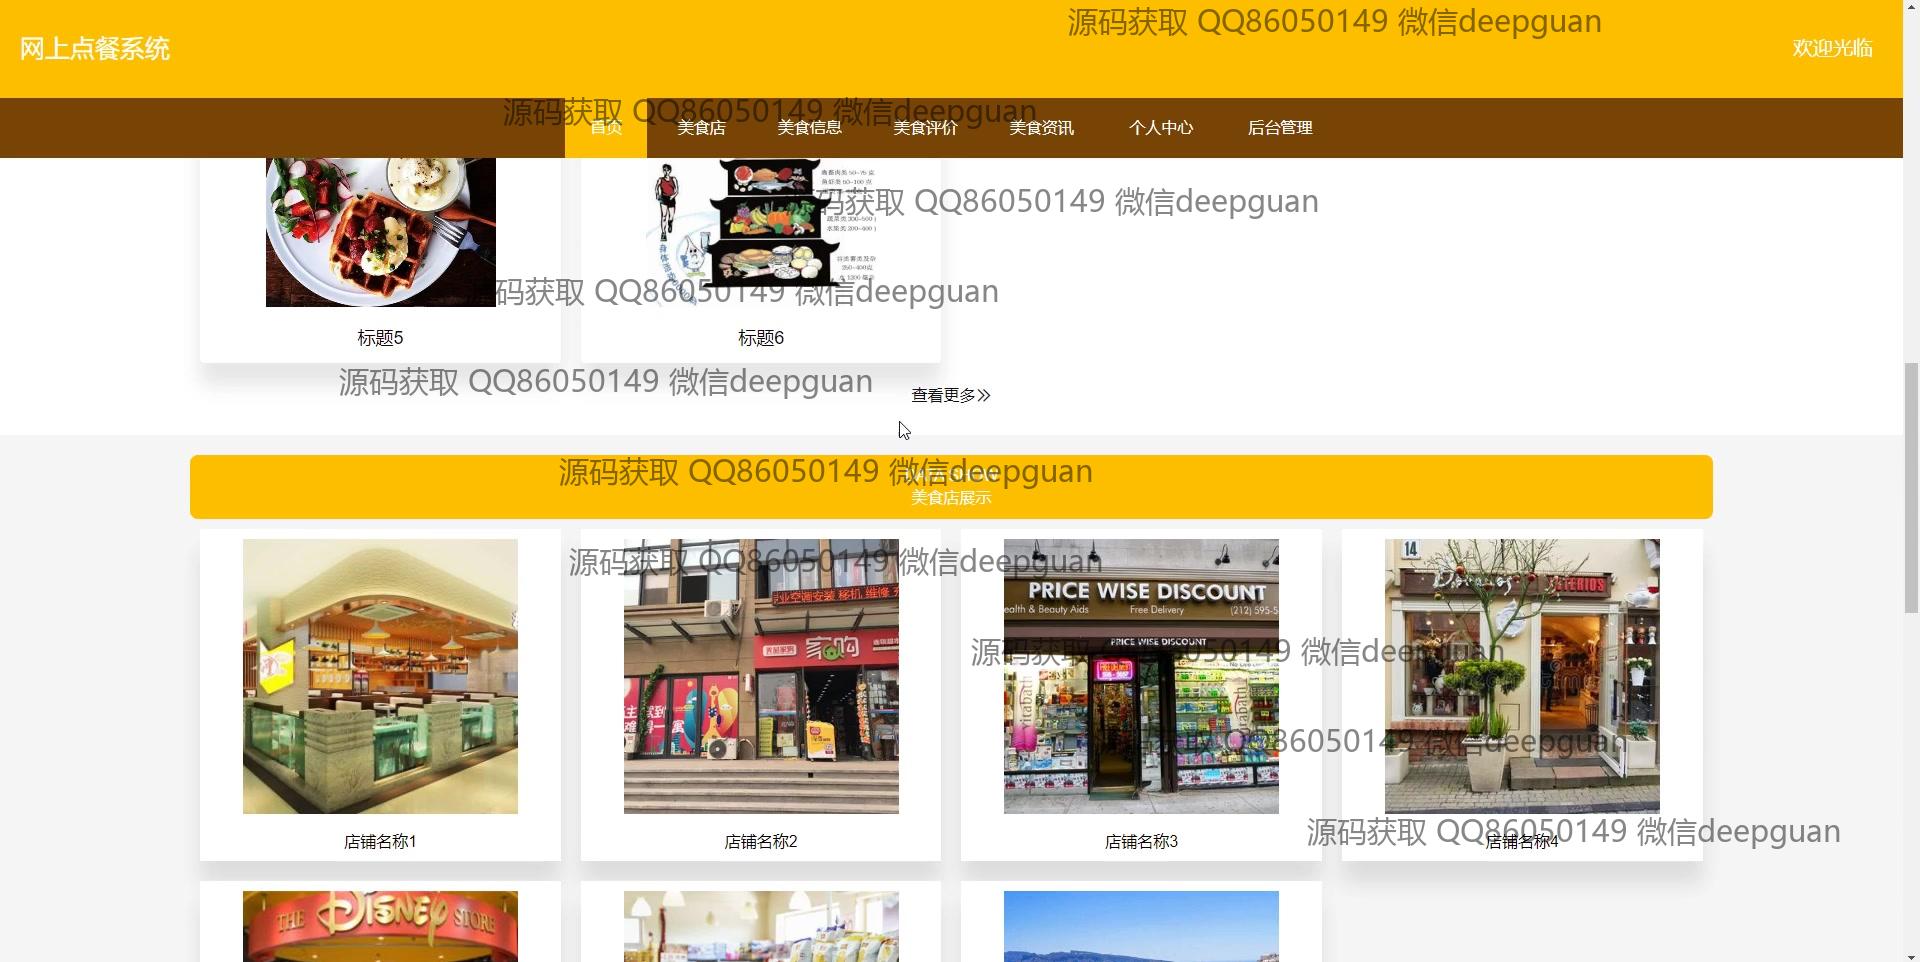 源码获取 QQ86050149 微信deepguan
网上点餐系统
欢迎光临
源码获取 QQ86050149 微信deepguan
首页
美食店
美食信息
美食评价
美食资讯
个人中心
后台管理
码获取 QQ86050149 微信deepguan
码获取 QQ86050149 微信deepguan
标题5
标题6
源码获取 QQ86050149 微信deepguan
查看更多
源码获取 QQ86050149 微信deepguan
美食店展示
源码获取 QQ86050149 微信deepguan
14
PRICE WISE DISCOUNT
ealth & Beauty Aids
Free Delivery
(212) 595-5
PRICE WISE DISCOUNT
家购
源码获取 QQ86050149 微信deepguan
QQ86050149 微信deepguan
源码获取 QQ86050149 微信deepguan
店铺名称1
店铺名称2
店铺名称3
店铺名称4
THE DISNEY STORE